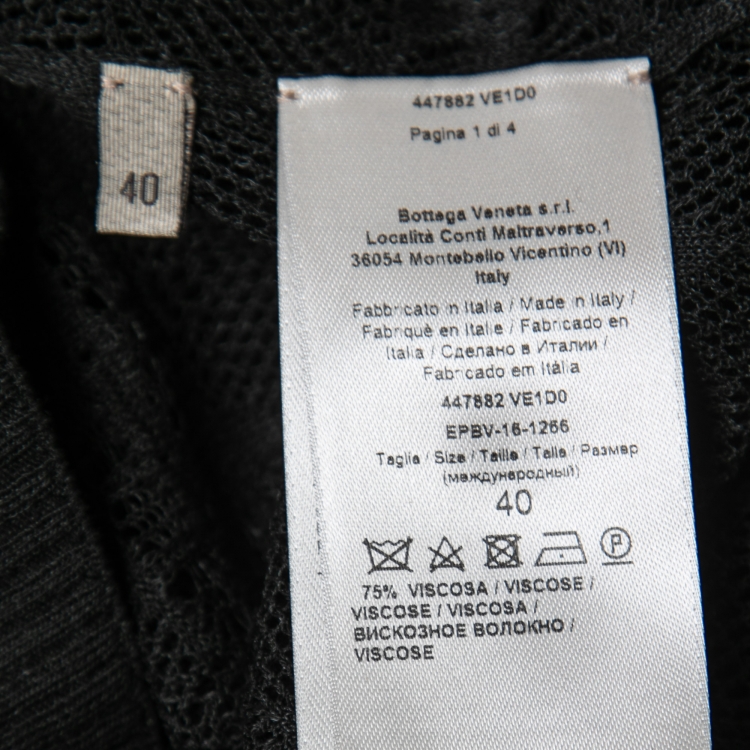 40
447882 VE1D0
Pagina 1 di 4
Bottega Veneta s.r.l.
Località Conti Maltraverso,1
36054 Montebello Vicentino (VI)
Italy
Fabbricato in Italia / Made in Italy /
Fabriqué en Italie / Fabricado en
Italia / Сделано в Италии /
Fabricado em Itália
447882 VE1D0
EPBV-16-1266
Taglia / Size / Taille / Talla / Размер
(международный)
40
P
75% VISCOSA / VISCOSE /
VISCOSE / VISCOSA /
ВИСКОЗНОЕ ВОЛОКНО /
VISCOSE